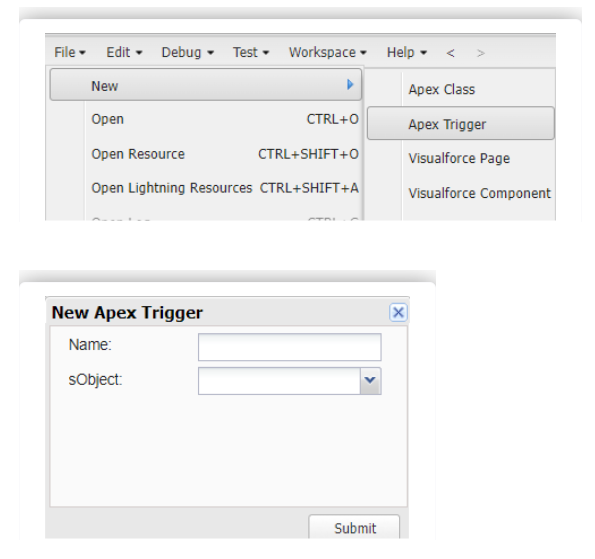 File Edit Debug Test Workspace Help < >
New
Apex Class
Open CTRL+O
Apex Trigger
Open Resource CTRL+SHIFT+O
Visualforce Page
Open Lightning Resources CTRL+SHIFT+A
Visualforce Component
New Apex Trigger
Name:
sObject:
Submit